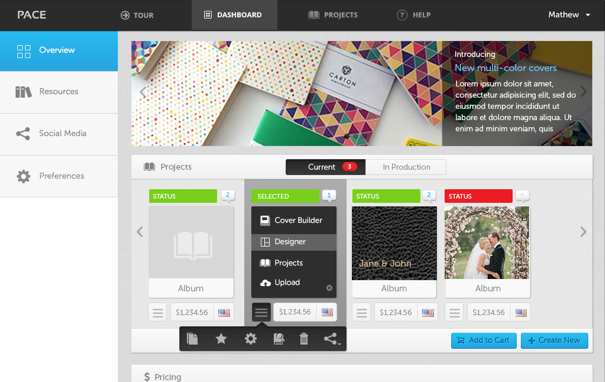 PACE
TOUR
DASHBOARD
PROJECTS
HELP
Mathew
Overview
Resources
Social Media
Preferences
CARTON
Introducing
New multi-color covers
Lorem ipsum dolor sit amet,
consectetur adipisicing elit, sed do
eiusmod tempor incididunt ut
labore et dolore magna aliqua. Ut
enim ad minim veniam, quis
Projects
Current 3
In Production
STATUS 2
SELECTED 1
STATUS 2
STATUS -
Cover Builder
Designer
Projects
Upload
Jane & John
Album
Album
Album
$1,234.56
$1,234.56
$1,234.56
$1,234.56
Add to Cart
Create New
$ Pricing